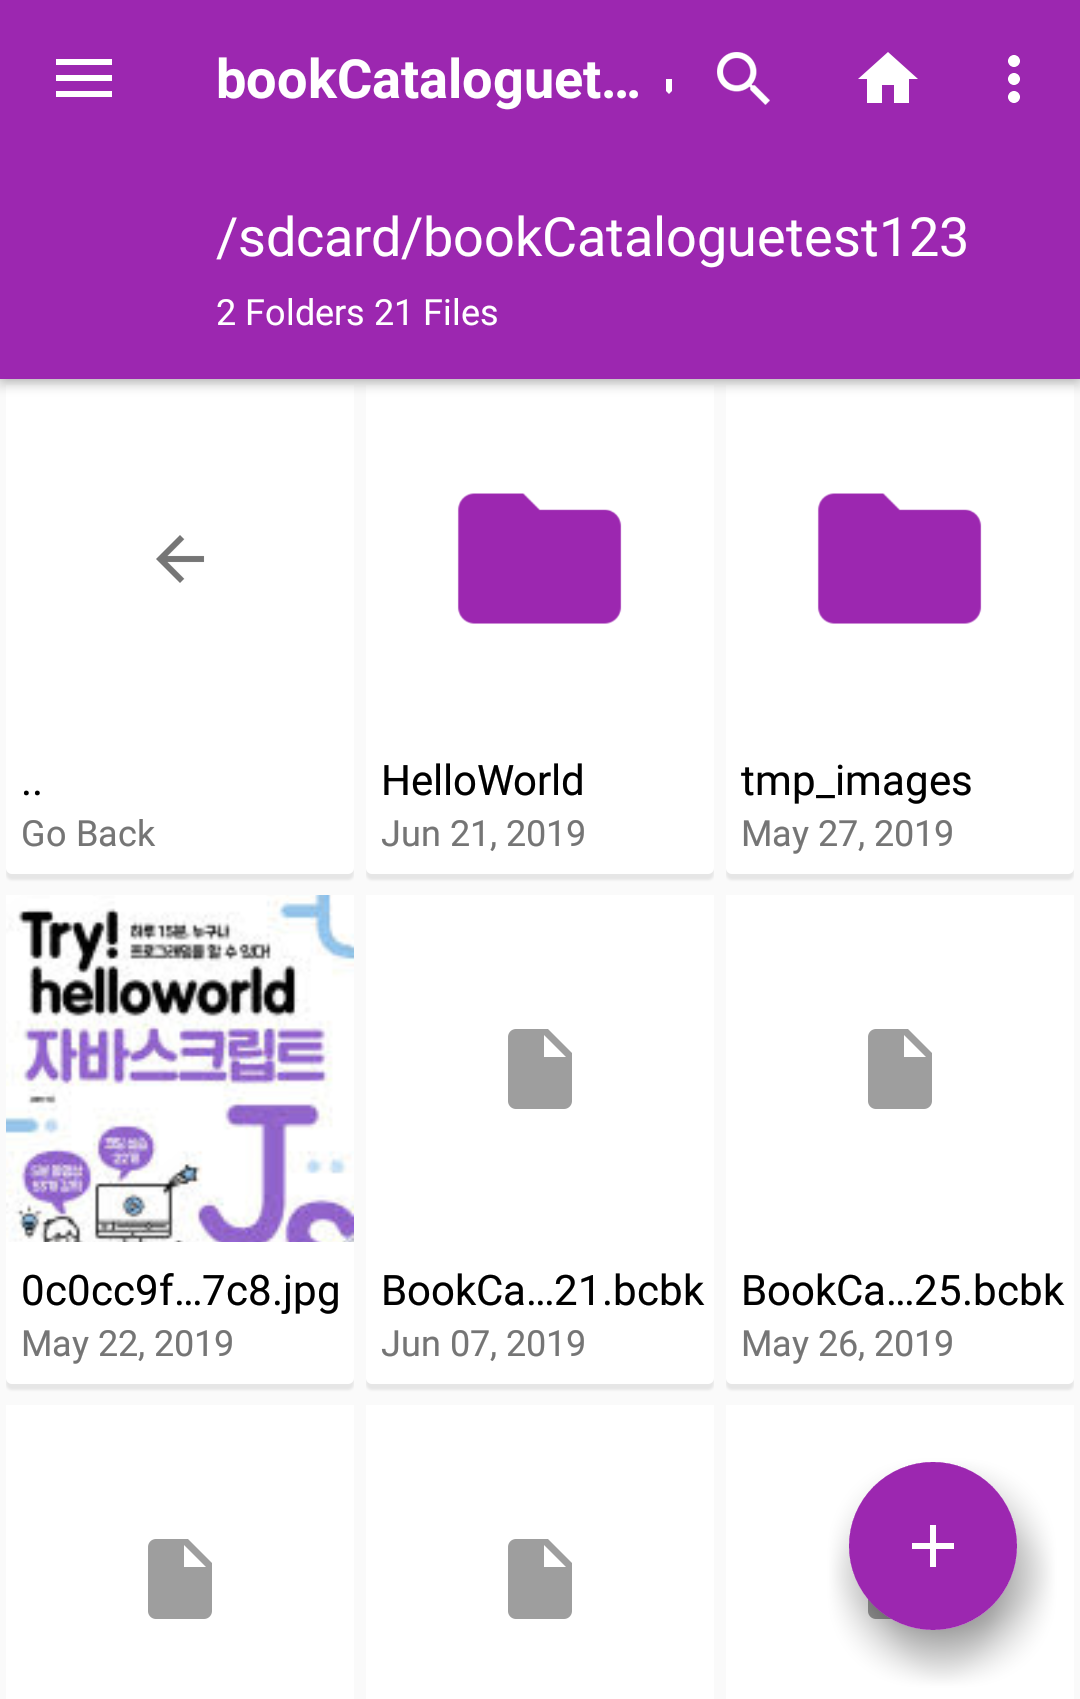 bookCataloguet...
/sdcard/bookCataloguetest123
2 Folders 21 Files
..
Go Back
HelloWorld
Jun 21, 2019
tmp_images
May 27, 2019
Try!
하루 15분, 누구나
프로그래밍을 할 수 있다!
helloworld
자바스크립트
Js
0c0cc9f...7c8.jpg
May 22, 2019
BookCa...21.bcbk
Jun 07, 2019
BookCa...25.bcbk
May 26, 2019